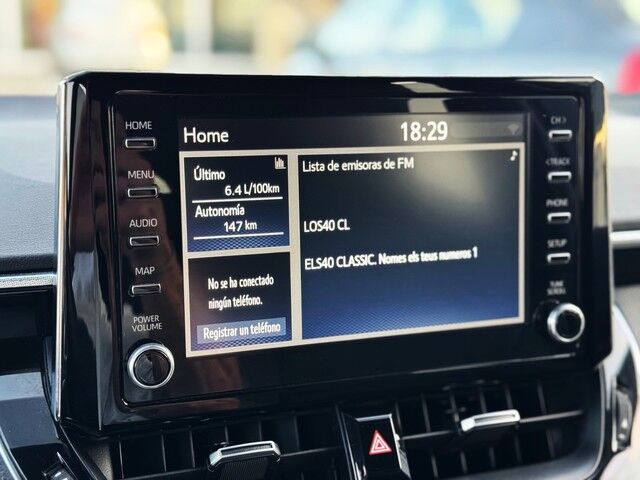 HOME
MENU
AUDIO
MAP
POWER
VOLUME
Home
18:29
Último
6.4 L/100km
Autonomía
147 km
No se ha conectado
ningún teléfono.
Registrar un teléfono
Lista de emisoras de FM
LOS40 CL
ELS40 CLASSIC. Nomes els teus numeros 1
CH>
<TRACK
PHONE
SETUP
TUNE
SCROLL